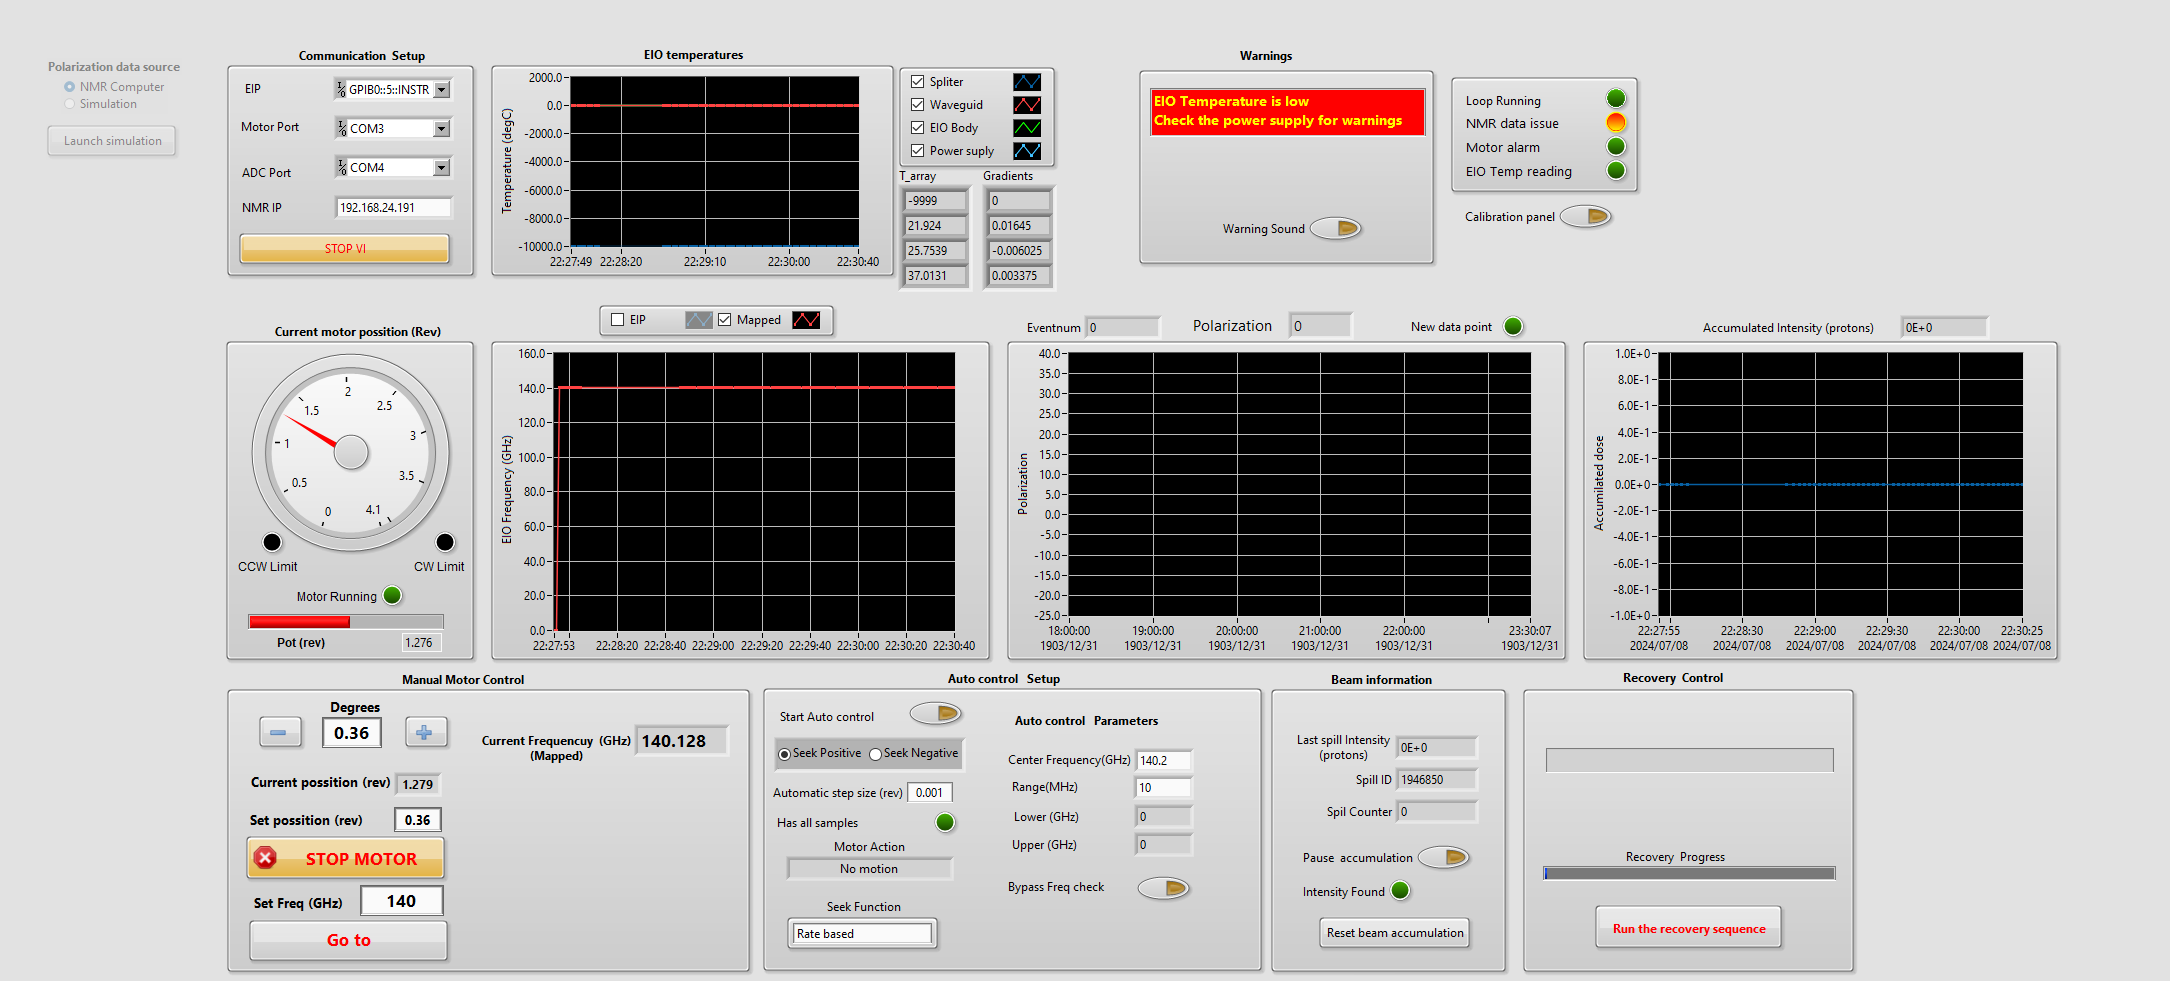 Polarization data source
NMR Computer
Simulation
Launch simulation
Communication Setup
EIP
GPIB0::5::INSTR
Motor Port
COM3
ADC Port
COM4
NMR IP
192.168.24.191
STOP VI
EIO temperatures
Temperature (degC)
2000.0
0.0
-2000.0
-4000.0
-6000.0
-8000.0
-10000.0
22:27:49 22:28:20 22:29:10 22:30:00 22:30:40
Spliter
Waveguid
EIO Body
Power suply
T_array Gradients
-9999 0
21.924 0.01645
25.7539 -0.006025
37.0131 0.003375
Warnings
EIO Temperature is low
Check the power supply for warnings
Warning Sound
Loop Running
NMR data issue
Motor alarm
EIO Temp reading
Calibration panel
Current motor possition (Rev)
0
0.5
1
1.5
2
2.5
3
3.5
4.1
CCW Limit CW Limit
Motor Running
Pot (rev) 1.276
EIP Mapped
EIO Frequency (GHz)
160.0
140.0
120.0
100.0
80.0
60.0
40.0
20.0
0.0
22:27:53 22:28:20 22:28:40 22:29:00 22:29:20 22:29:40 22:30:00 22:30:20 22:30:40
Eventnum 0
Polarization 0
New data point
Polarization
40.0
35.0
30.0
25.0
20.0
15.0
10.0
5.0
0.0
-5.0
-10.0
-15.0
-20.0
-25.0
18:00:00 19:00:00 20:00:00 21:00:00 22:00:00 23:30:07
1903/12/31 1903/12/31 1903/12/31 1903/12/31 1903/12/31 1903/12/31
Accumulated Intensity (protons) 0E+0
Accumilated dose
1.0E+0
8.0E-1
6.0E-1
4.0E-1
2.0E-1
0.0E+0
-2.0E-1
-4.0E-1
-6.0E-1
-8.0E-1
-1.0E+0
22:27:55 22:28:30 22:29:00 22:29:30 22:30:00 22:30:25
2024/07/08 2024/07/08 2024/07/08 2024/07/08 2024/07/08 2024/07/08
Manual Motor Control
Degrees
0.36
Current Frequencuy (GHz) 140.128
(Mapped)
Current possition (rev) 1.279
Set possition (rev) 0.36
STOP MOTOR
Set Freq (GHz) 140
Go to
Auto control Setup
Start Auto control
Seek Positive Seek Negative
Automatic step size (rev) 0.001
Has all samples
Motor Action
No motion
Seek Function
Rate based
Auto control Parameters
Center Frequency(GHz) 140.2
Range(MHz) 10
Lower (GHz) 0
Upper (GHz) 0
Bypass Freq check
Beam information
Last spill Intensity
(protons) 0E+0
Spill ID 1946850
Spil Counter 0
Pause accumulation
Intensity Found
Reset beam accumulation
Recovery Control
Recovery Progress
Run the recovery sequence